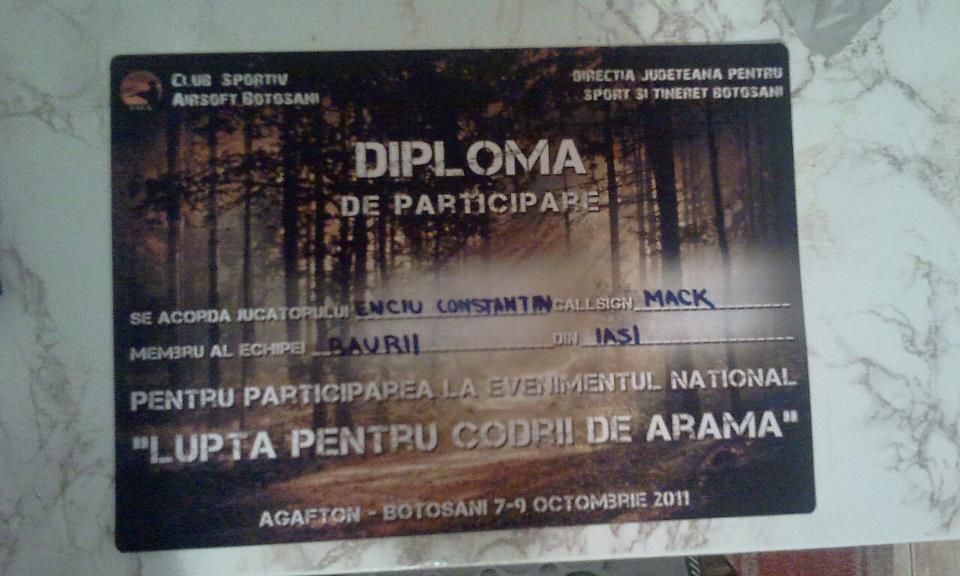 CLUB SPORTIV
AIRSOFT BOTOSANI
DIRECTIA JUDETEANA PENTRU
SPORT SI TINERET BOTOSANI
DIPLOMA
DE PARTICIPARE
SE ACORDA JUCATORULUI ENCIU CONSTANTIN CALLSIGN MACK
MEMBRU AL ECHIPEI BAURII DIN IASI
PENTRU PARTICIPAREA LA EVENIMENTUL NATIONAL
"LUPTA PENTRU CODRII DE ARAMA"
AGAFTON - BOTOSANI 7-9 OCTOMBRIE 2011